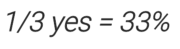 1/3 yes = 33%